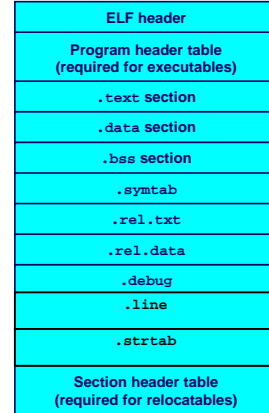 ELF header
Program header table
(required for executables)
.text section
.data section
.bss section
.symtab
.rel.txt
.rel.data
.debug
.line
.strtab
Section header table
(required for relocatables)